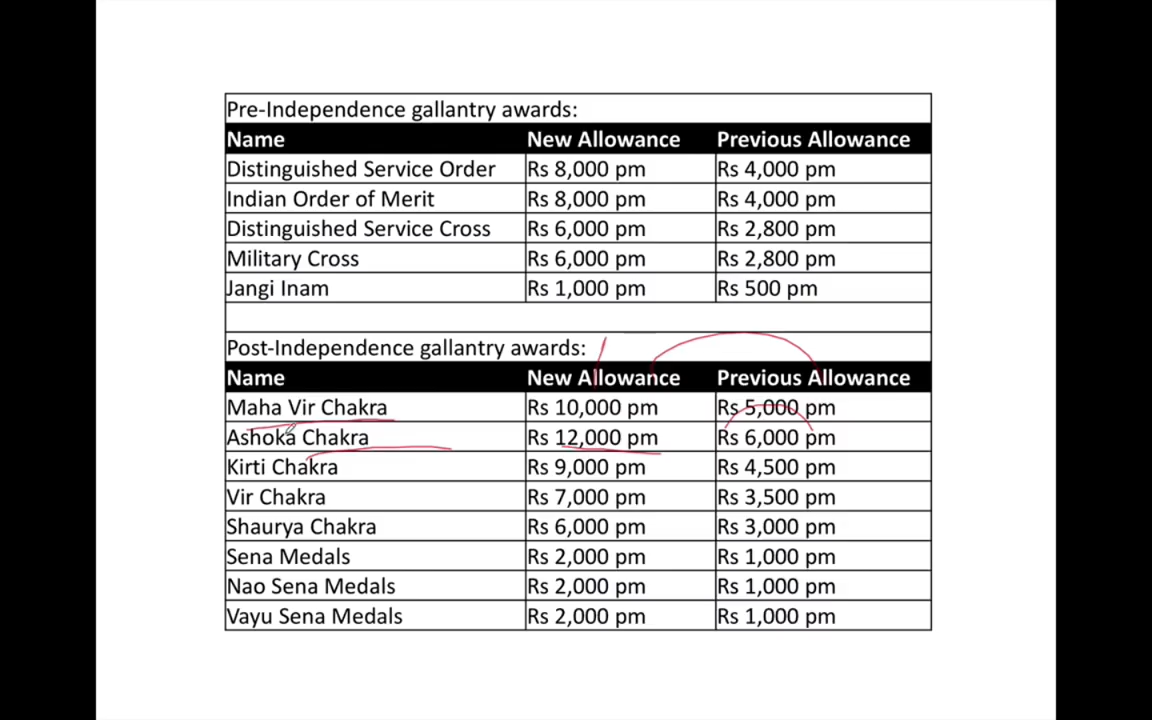 Pre-Independence gallantry awards:
Name New Allowance Previous Allowance
Distinguished Service Order Rs 8,000 pm Rs 4,000 pm
Indian Order of Merit Rs 8,000 pm Rs 4,000 pm
Distinguished Service Cross Rs 6,000 pm Rs 2,800 pm
Military Cross Rs 6,000 pm Rs 2,800 pm
Jangi Inam Rs 1,000 pm Rs 500 pm
Post-Independence gallantry awards:
Name New Allowance Previous Allowance
Maha Vir Chakra Rs 10,000 pm Rs 5,000 pm
Ashoka Chakra Rs 12,000 pm Rs 6,000 pm
Kirti Chakra Rs 9,000 pm Rs 4,500 pm
Vir Chakra Rs 7,000 pm Rs 3,500 pm
Shaurya Chakra Rs 6,000 pm Rs 3,000 pm
Sena Medals Rs 2,000 pm Rs 1,000 pm
Nao Sena Medals Rs 2,000 pm Rs 1,000 pm
Vayu Sena Medals Rs 2,000 pm Rs 1,000 pm